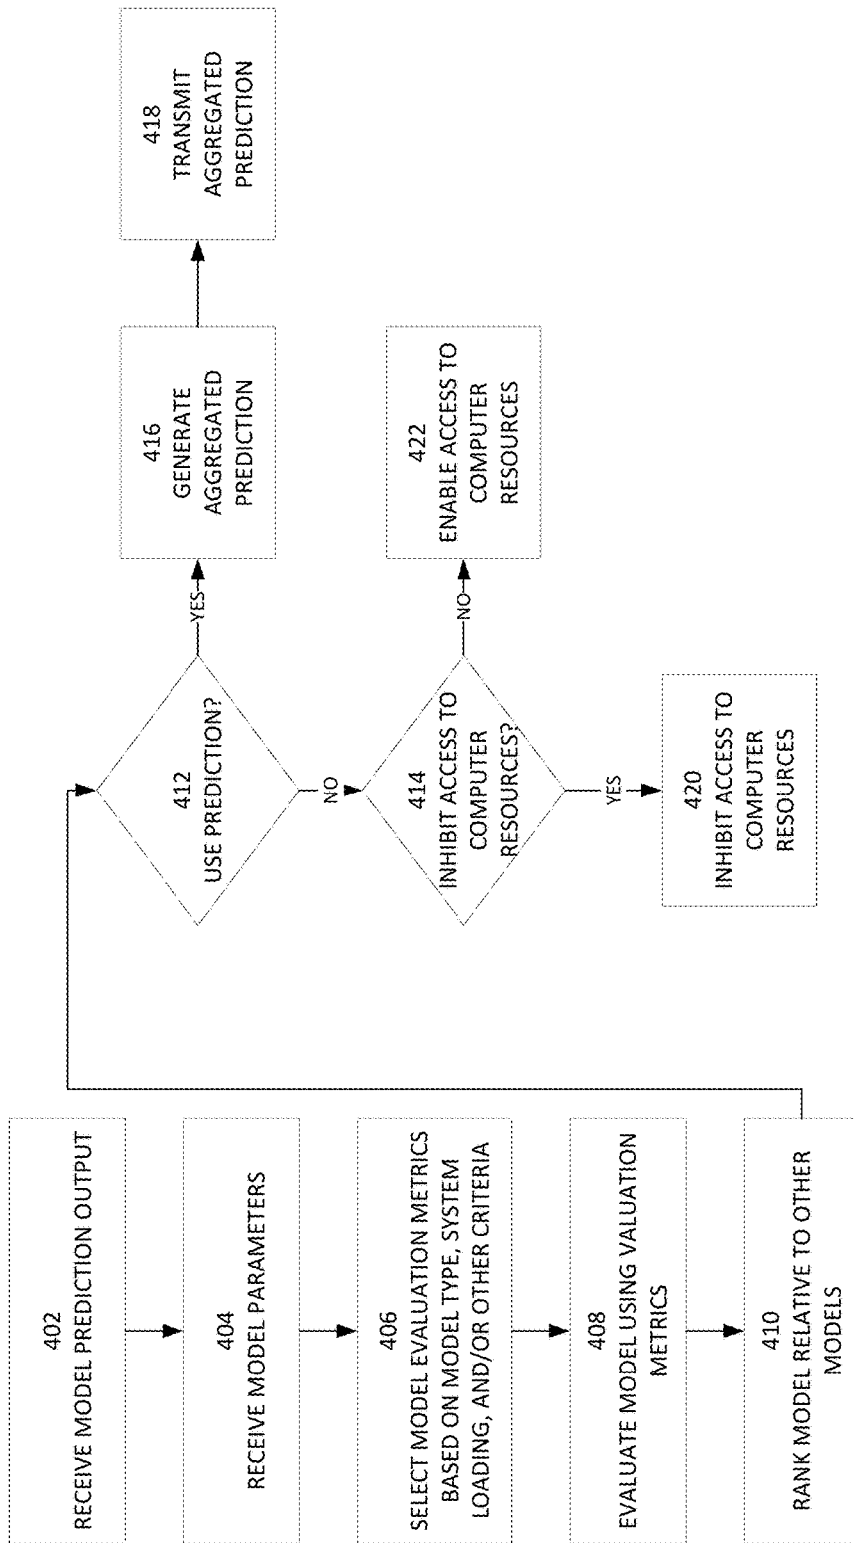 402
RECEIVE MODEL PREDICTION OUTPUT
404
RECEIVE MODEL PARAMETERS
406
SELECT MODEL EVALUATION METRICS
BASED ON MODEL TYPE, SYSTEM
LOADING, AND/OR OTHER CRITERIA
408
EVALUATE MODEL USING VALUATION
METRICS
410
RANK MODEL RELATIVE TO OTHER
MODELS
412
USE PREDICTION?
YES
NO
416
GENERATE
AGGREGATED
PREDICTION
418
TRANSMIT
AGGREGATED
PREDICTION
414
INHIBIT ACCESS TO
COMPUTER
RESOURCES?
NO
YES
422
ENABLE ACCESS TO
COMPUTER
RESOURCES
420
INHIBIT ACCESS TO
COMPUTER
RESOURCES